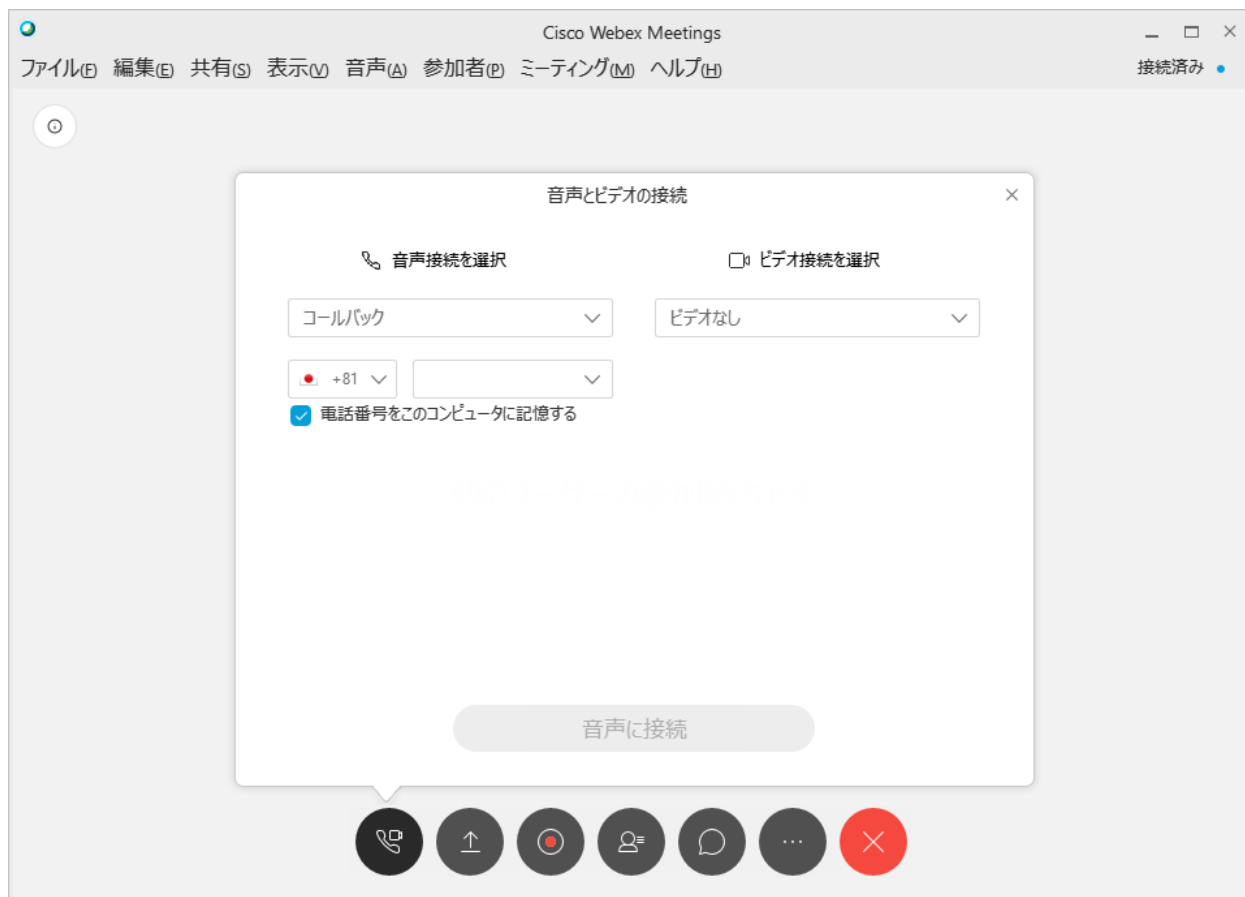 Cisco Webex Meetings
ファイル(F) 編集(E) 共有(S) 表示(V) 音声(A) 参加者(P) ミーティング(M) ヘルプ(H) 接続済み
音声とビデオの接続
音声接続を選択 ビデオ接続を選択
コールバック ビデオなし
+81
電話番号をこのコンピュータに記憶する
音声に接続